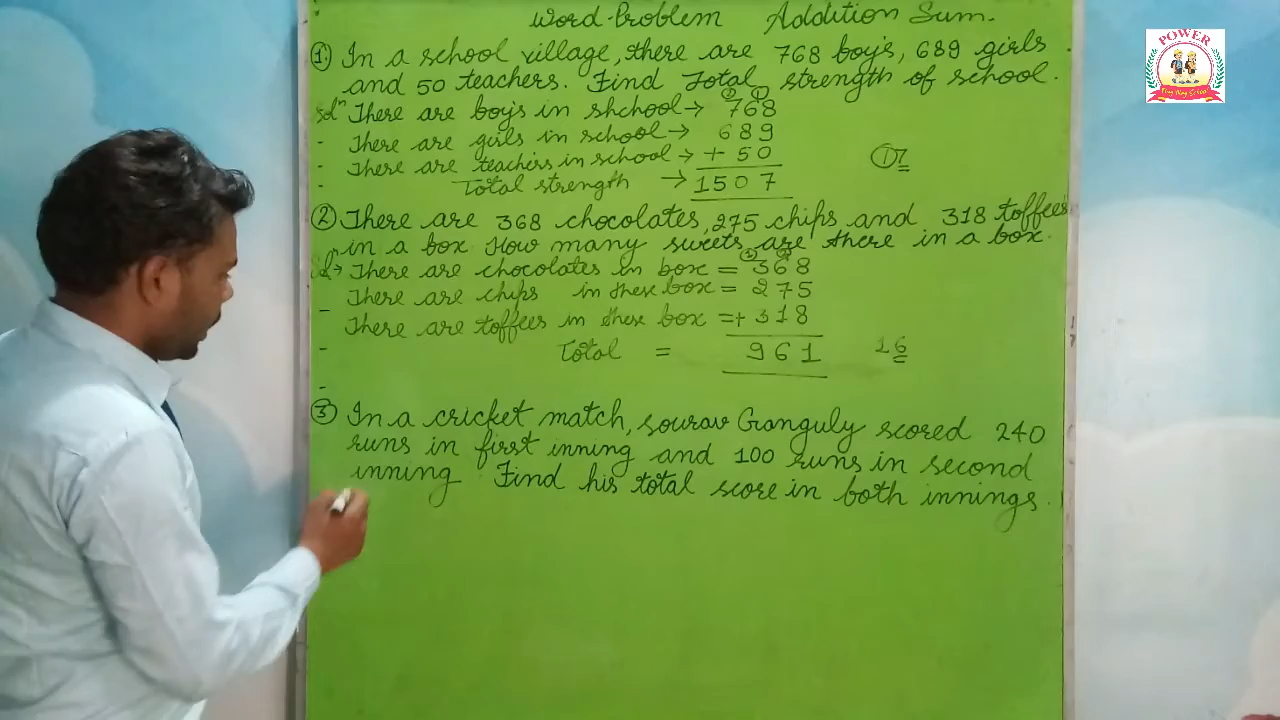 Word-Problem Addition Sum.
① In a school village, there are 768 boys, 689 girls
and 50 teachers. Find Total strength of school.
Solⁿ There are boys in shchool → 768
- There are girls in school → 689
- There are teachers in school → + 50
- Total strength → 1507
17
② There are 368 chocolates, 275 chips and 318 toffees
in a box How many sweets are there in a box.
There are chocolates in box = 368
There are chips in these box = 275
- There are toffees in these box = + 318
- Total = 961
16
③ In a cricket match, sourav Granguly scored 240
runs in first inning and 100 runs in second
inning Find his total score in both innings.
POWER